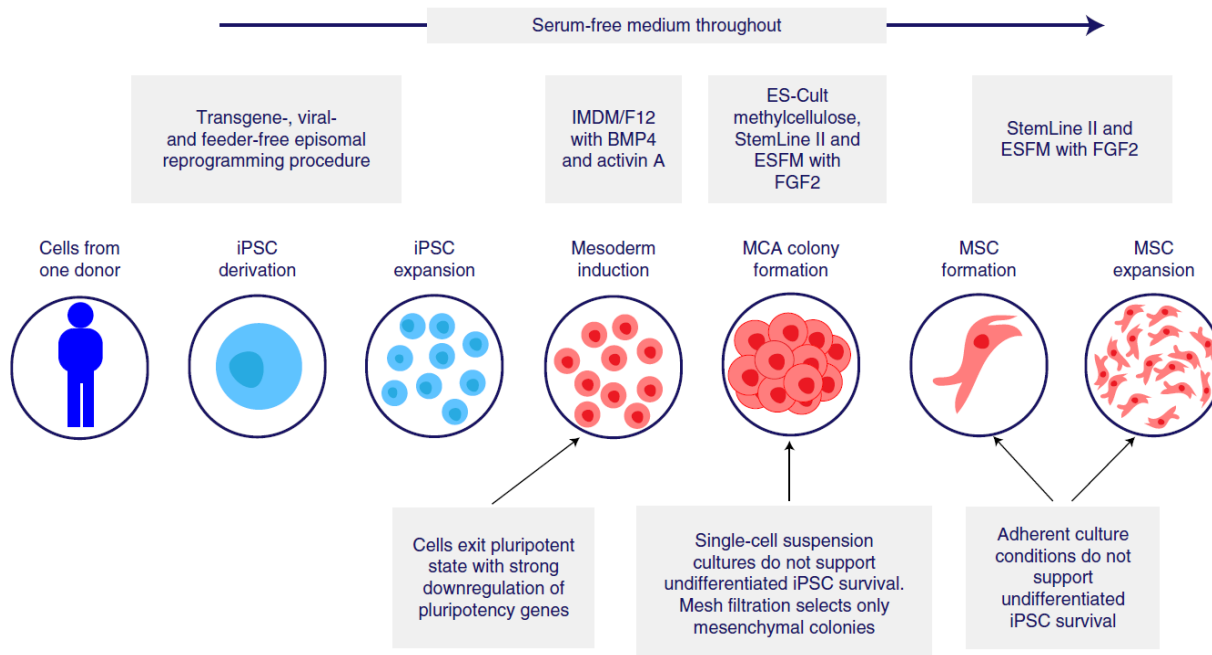 Serum-free medium throughout
Transgene-, viral-
and feeder-free episomal
reprogramming procedure
IMDM/F12
with BMP4
and activin A
ES-Cult
methylcellulose,
StemLine II and
ESFM with
FGF2
StemLine II and
ESFM with FGF2
Cells from
one donor
iPSC
derivation
iPSC
expansion
Mesoderm
induction
MCA colony
formation
MSC
formation
MSC
expansion
Cells exit pluripotent
state with strong
downregulation of
pluripotency genes
Single-cell suspension
cultures do not support
undifferentiated iPSC survival.
Mesh filtration selects only
mesenchymal colonies
Adherent culture
conditions do not
support
undifferentiated
iPSC survival